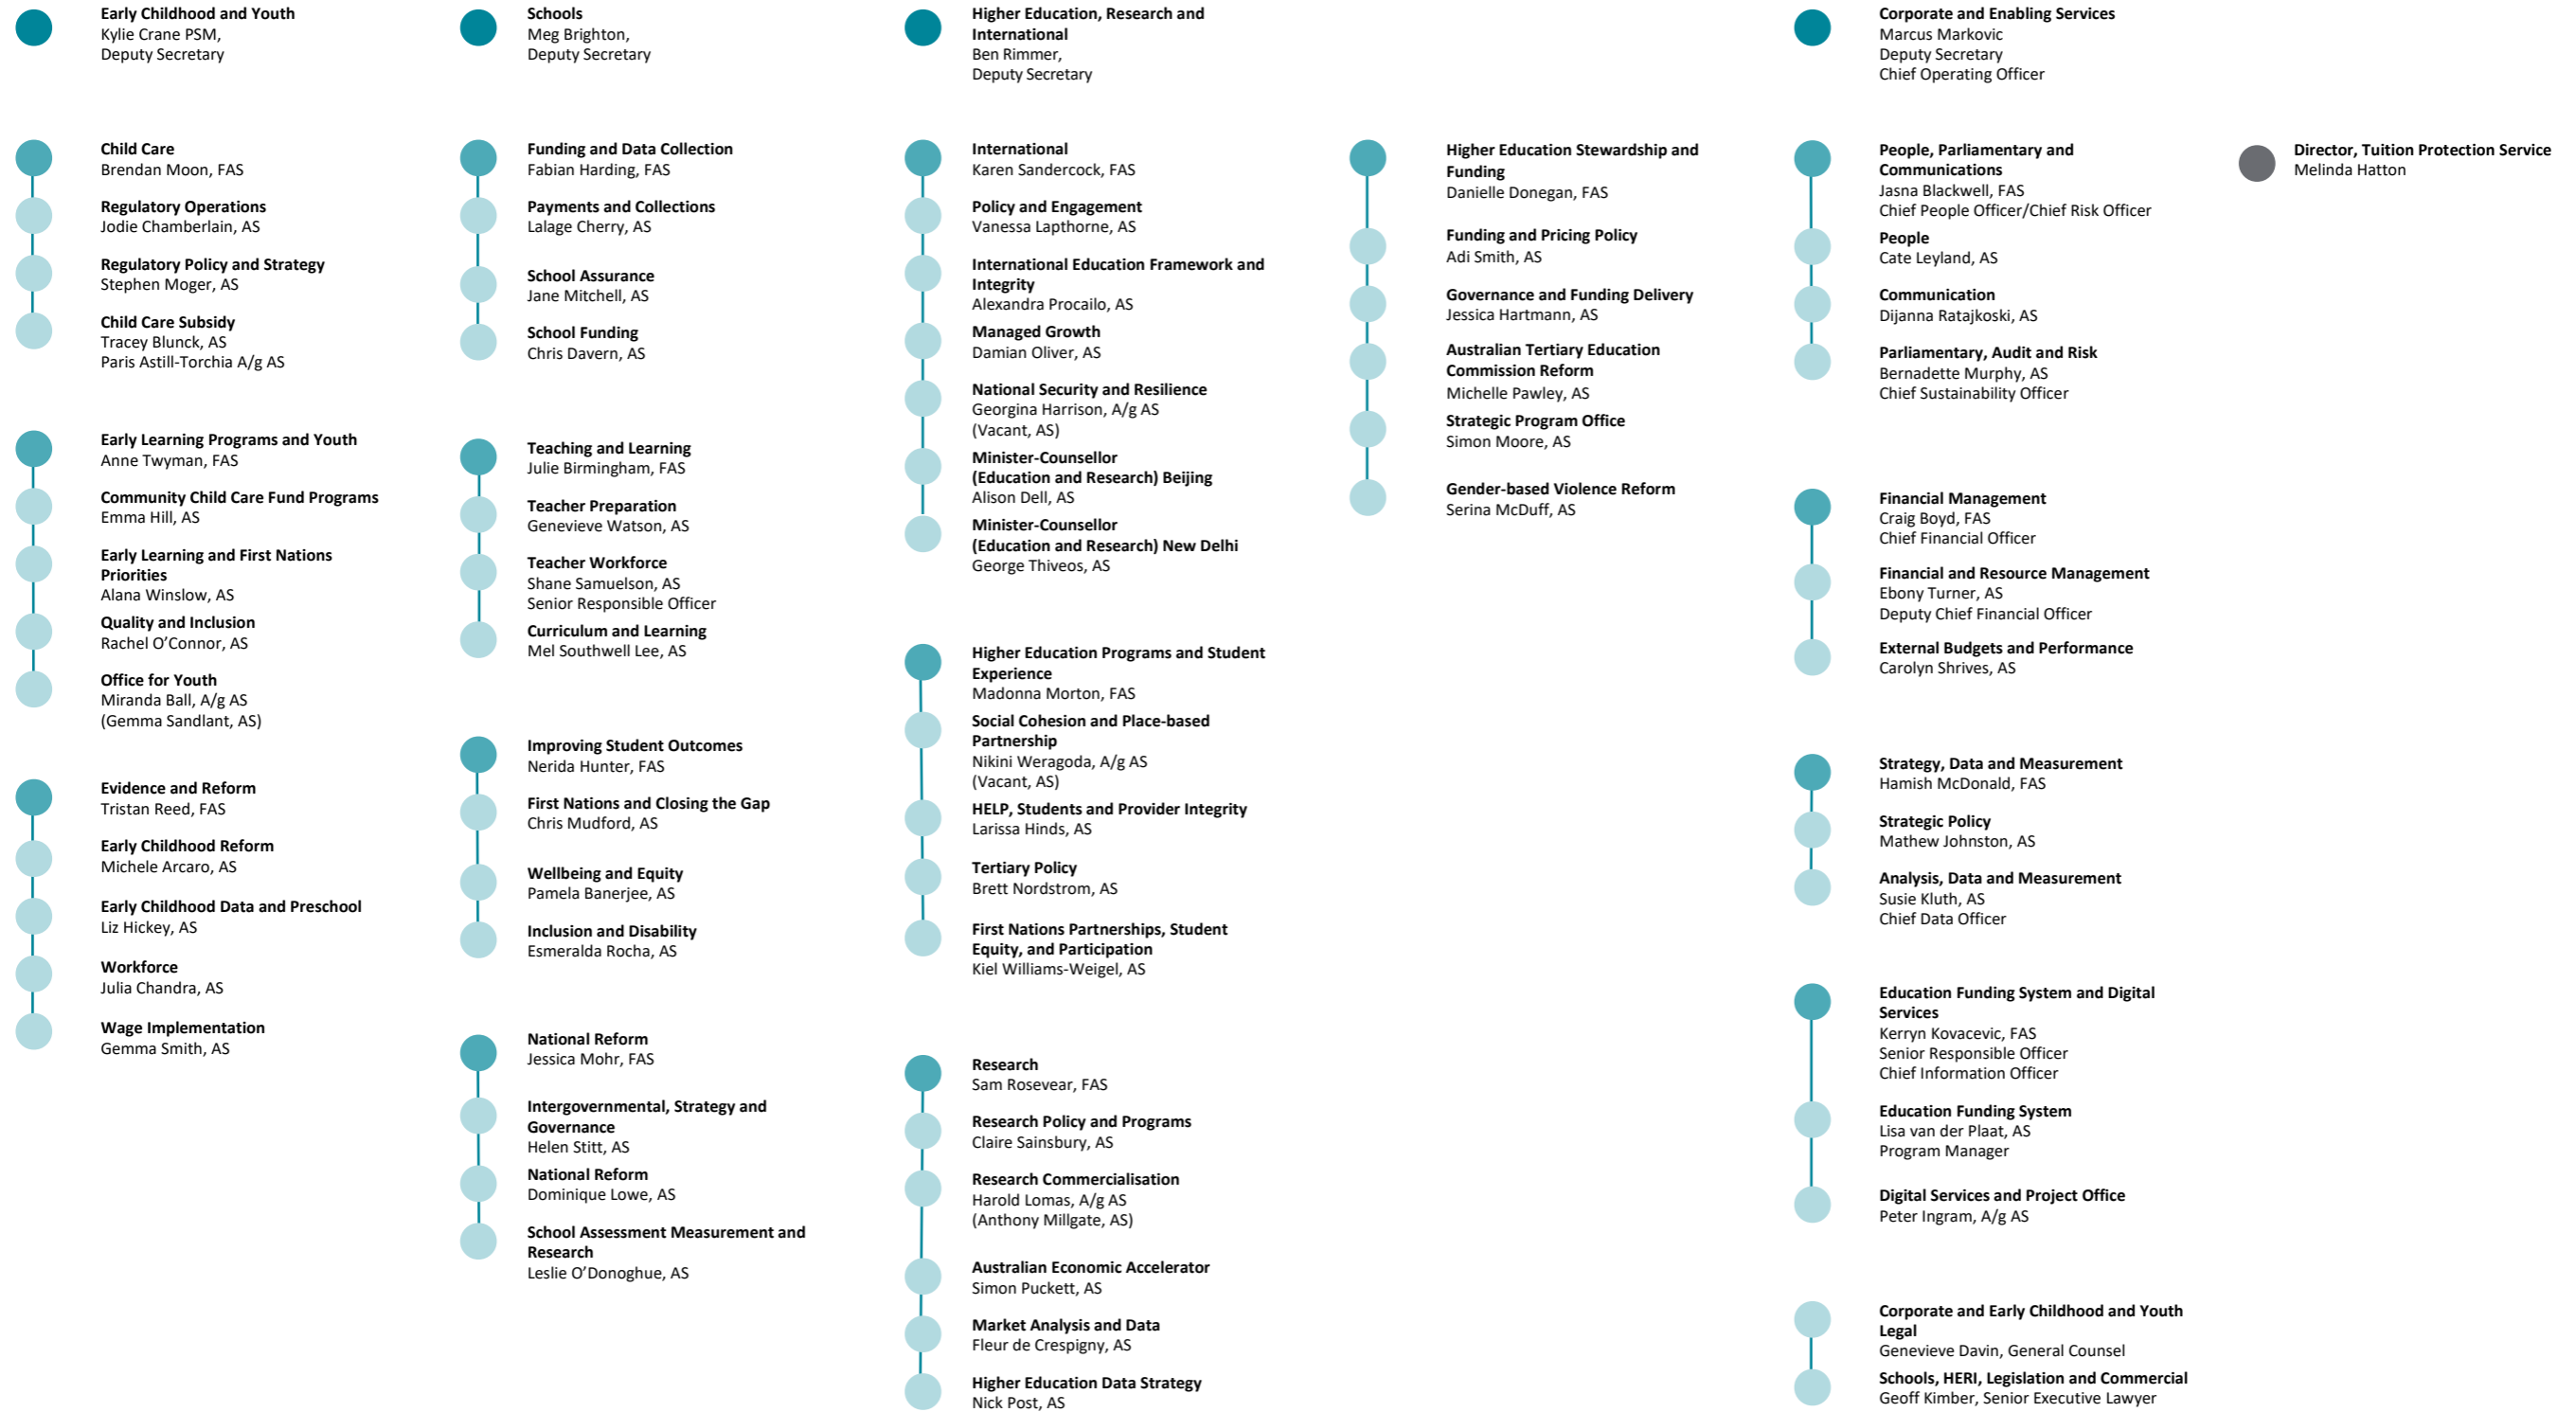 Early Childhood and Youth
Kylie Crane PSM,
Deputy Secretary
Child Care
Brendan Moon, FAS
Regulatory Operations
Jodie Chamberlain, AS
Regulatory Policy and Strategy
Stephen Moger, AS
Child Care Subsidy
Tracey Blunck, AS
Paris Astill-Torchia A/g AS
Early Learning Programs and Youth
Anne Twyman, FAS
Community Child Care Fund Programs
Emma Hill, AS
Early Learning and First Nations
Priorities
Alana Winslow, AS
Quality and Inclusion
Rachel O’Connor, AS
Office for Youth
Miranda Ball, A/g AS
(Gemma Sandlant, AS)
Evidence and Reform
Tristan Reed, FAS
Early Childhood Reform
Michele Arcaro, AS
Early Childhood Data and Preschool
Liz Hickey, AS
Workforce
Julia Chandra, AS
Wage Implementation
Gemma Smith, AS
Schools
Meg Brighton,
Deputy Secretary
Funding and Data Collection
Fabian Harding, FAS
Payments and Collections
Lalage Cherry, AS
School Assurance
Jane Mitchell, AS
School Funding
Chris Davern, AS
Teaching and Learning
Julie Birmingham, FAS
Teacher Preparation
Genevieve Watson, AS
Teacher Workforce
Shane Samuelson, AS
Senior Responsible Officer
Curriculum and Learning
Mel Southwell Lee, AS
Improving Student Outcomes
Nerida Hunter, FAS
First Nations and Closing the Gap
Chris Mudford, AS
Wellbeing and Equity
Pamela Banerjee, AS
Inclusion and Disability
Esmeralda Rocha, AS
National Reform
Jessica Mohr, FAS
Intergovernmental, Strategy and
Governance
Helen Stitt, AS
National Reform
Dominique Lowe, AS
School Assessment Measurement and
Research
Leslie O’Donoghue, AS
Higher Education, Research and
International
Ben Rimmer,
Deputy Secretary
International
Karen Sandercock, FAS
Policy and Engagement
Vanessa Lapthorne, AS
International Education Framework and
Integrity
Alexandra Procailo, AS
Managed Growth
Damian Oliver, AS
National Security and Resilience
Georgina Harrison, A/g AS
(Vacant, AS)
Minister-Counsellor
(Education and Research) Beijing
Alison Dell, AS
Minister-Counsellor
(Education and Research) New Delhi
George Thiveos, AS
Higher Education Programs and Student
Experience
Madonna Morton, FAS
Social Cohesion and Place-based
Partnership
Nikini Weragoda, A/g AS
(Vacant, AS)
HELP, Students and Provider Integrity
Larissa Hinds, AS
Tertiary Policy
Brett Nordstrom, AS
First Nations Partnerships, Student
Equity, and Participation
Kiel Williams-Weigel, AS
Research
Sam Rosevear, FAS
Research Policy and Programs
Claire Sainsbury, AS
Research Commercialisation
Harold Lomas, A/g AS
(Anthony Millgate, AS)
Australian Economic Accelerator
Simon Puckett, AS
Market Analysis and Data
Fleur de Crespigny, AS
Higher Education Data Strategy
Nick Post, AS
Higher Education Stewardship and
Funding
Danielle Donegan, FAS
Funding and Pricing Policy
Adi Smith, AS
Governance and Funding Delivery
Jessica Hartmann, AS
Australian Tertiary Education
Commission Reform
Michelle Pawley, AS
Strategic Program Office
Simon Moore, AS
Gender-based Violence Reform
Serina McDuff, AS
Corporate and Enabling Services
Marcus Markovic
Deputy Secretary
Chief Operating Officer
People, Parliamentary and
Communications
Jasna Blackwell, FAS
Chief People Officer/Chief Risk Officer
People
Cate Leyland, AS
Communication
Dijanna Ratajkoski, AS
Parliamentary, Audit and Risk
Bernadette Murphy, AS
Chief Sustainability Officer
Financial Management
Craig Boyd, FAS
Chief Financial Officer
Financial and Resource Management
Ebony Turner, AS
Deputy Chief Financial Officer
External Budgets and Performance
Carolyn Shrives, AS
Strategy, Data and Measurement
Hamish McDonald, FAS
Strategic Policy
Mathew Johnston, AS
Analysis, Data and Measurement
Susie Kluth, AS
Chief Data Officer
Education Funding System and Digital
Services
Kerryn Kovacevic, FAS
Senior Responsible Officer
Chief Information Officer
Education Funding System
Lisa van der Plaat, AS
Program Manager
Digital Services and Project Office
Peter Ingram, A/g AS
Corporate and Early Childhood and Youth
Legal
Genevieve Davin, General Counsel
Schools, HERI, Legislation and Commercial
Geoff Kimber, Senior Executive Lawyer
Director, Tuition Protection Service
Melinda Hatton